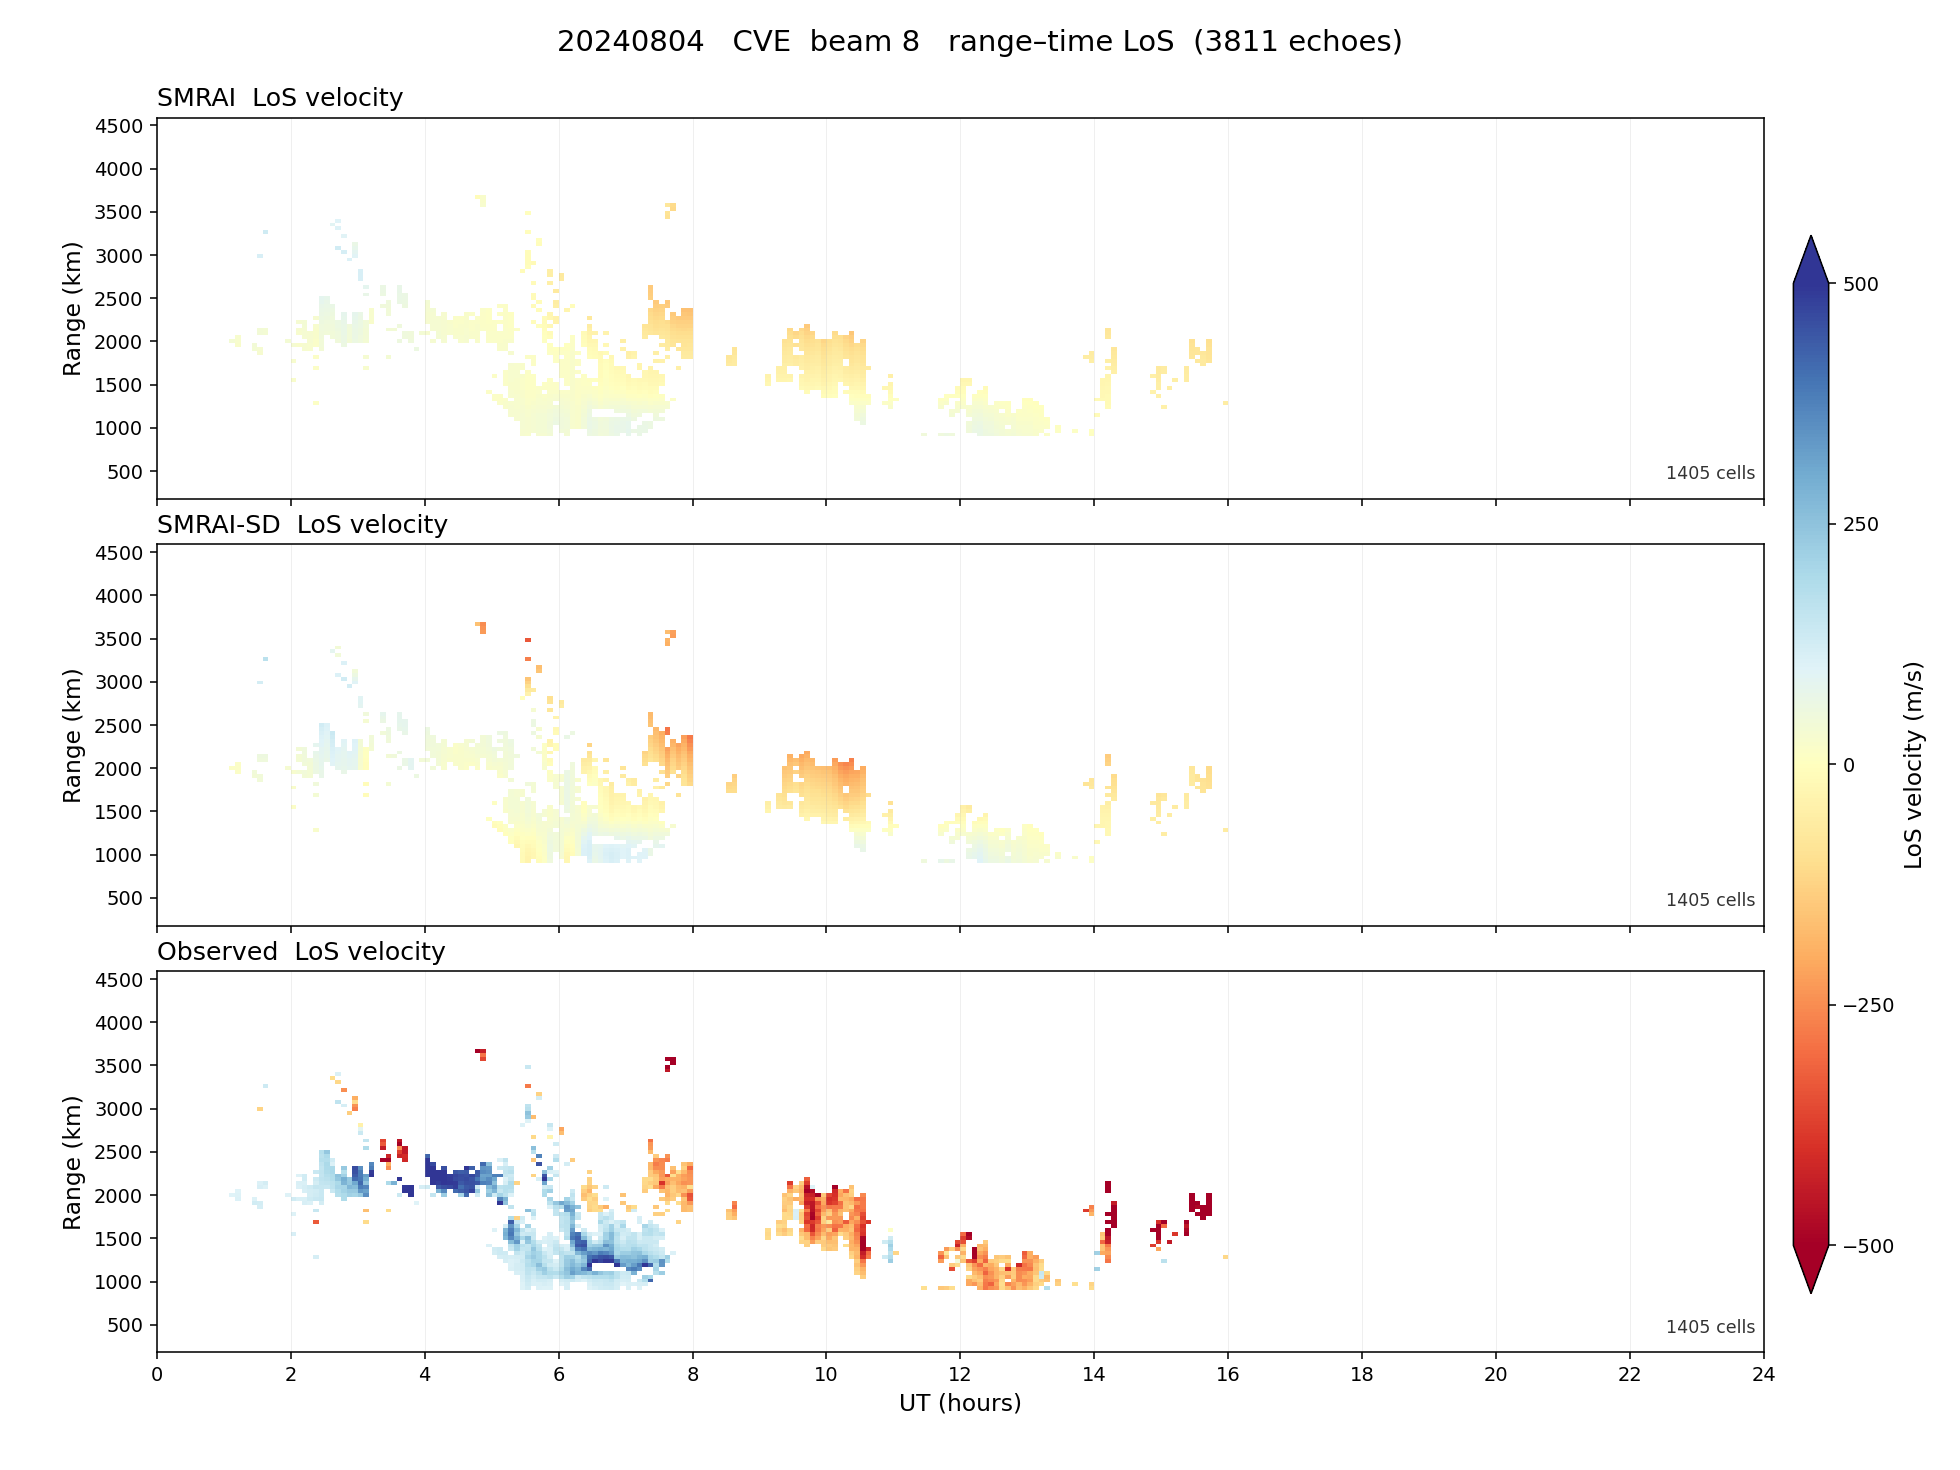 20240804   CVE  beam 8   range–time LoS  (3811 echoes)
SMRAI  LoS velocity
4500
4000
3500
3000
2500
2000
1500
1000
500
Range (km)
1405 cells
SMRAI-SD  LoS velocity
4500
4000
3500
3000
2500
2000
1500
1000
500
Range (km)
1405 cells
Observed  LoS velocity
4500
4000
3500
3000
2500
2000
1500
1000
500
Range (km)
1405 cells
0 2 4 6 8 10 12 14 16 18 20 22 24
UT (hours)
500
250
0
−250
−500
LoS velocity (m/s)